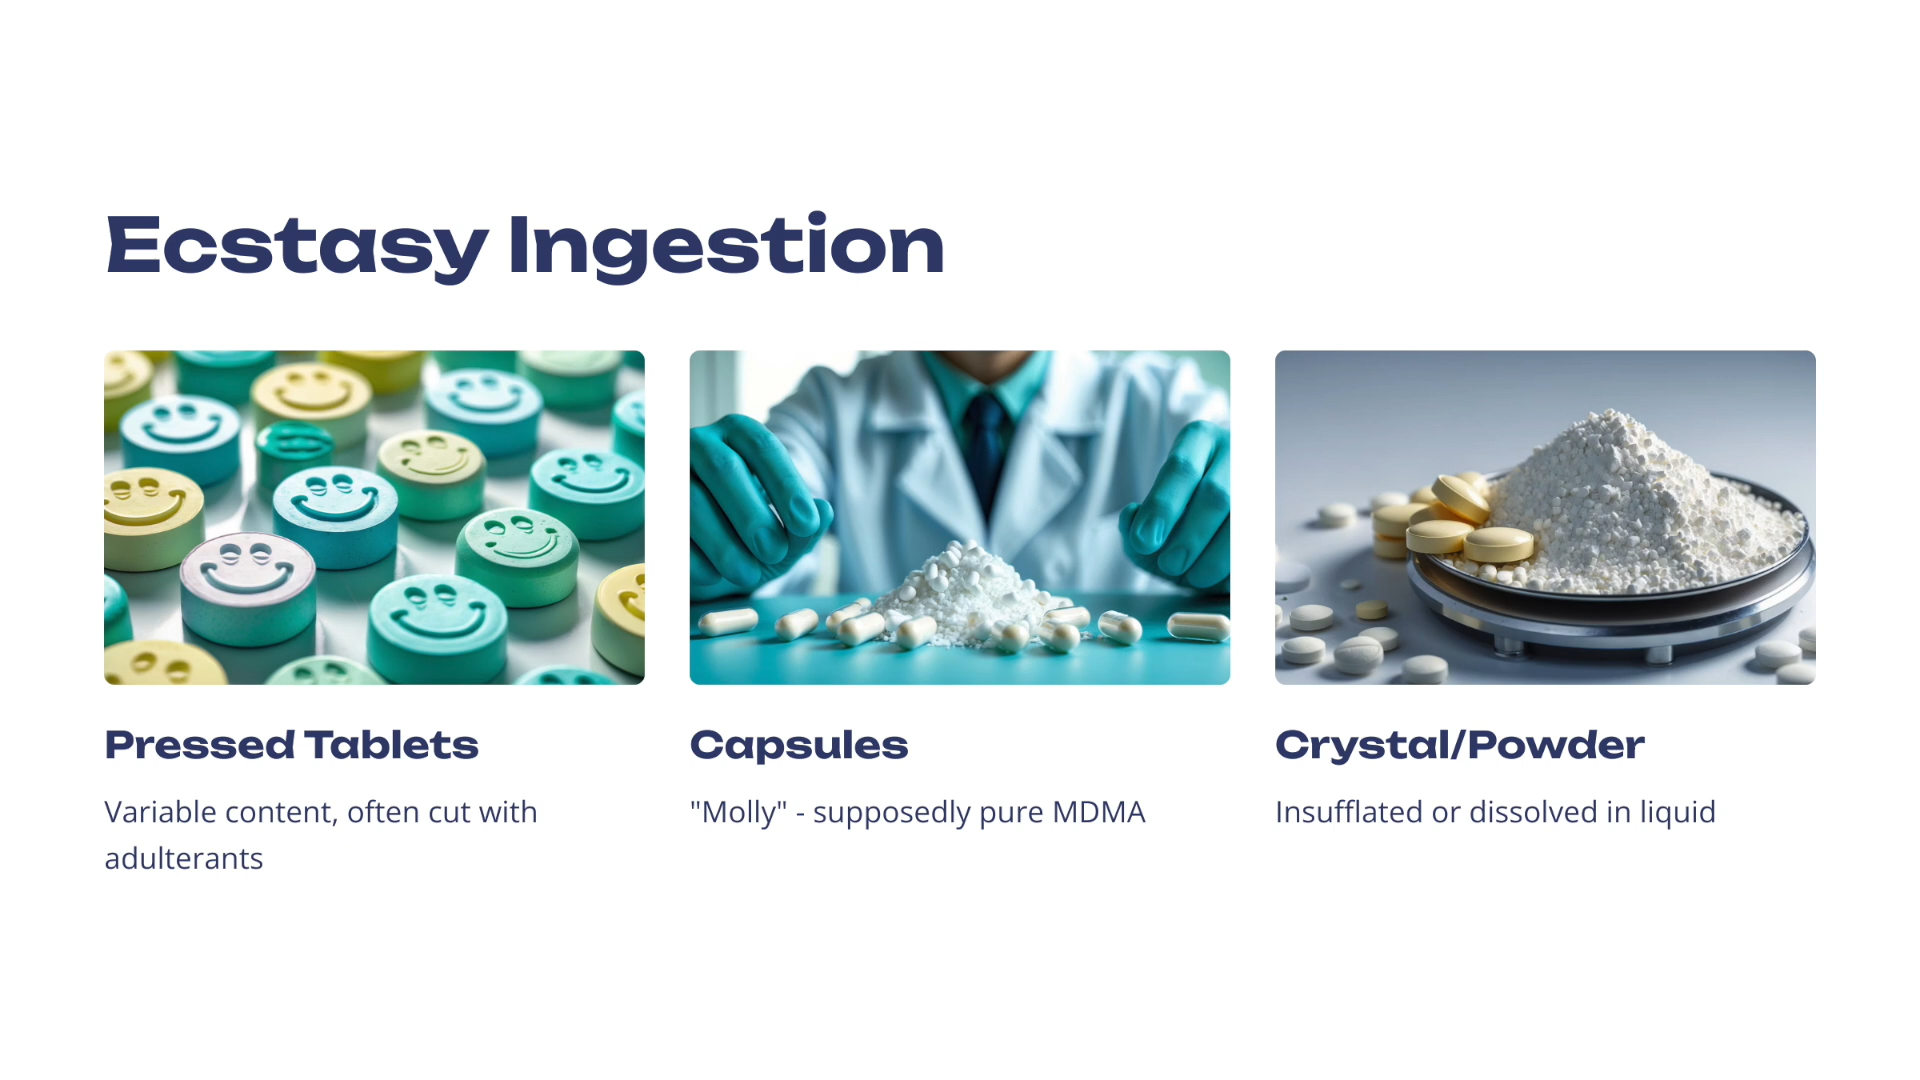 Ecstasy Ingestion
Pressed Tablets
Variable content, often cut with
adulterants
Capsules
"Molly" - supposedly pure MDMA
Crystal/Powder
Insufflated or dissolved in liquid